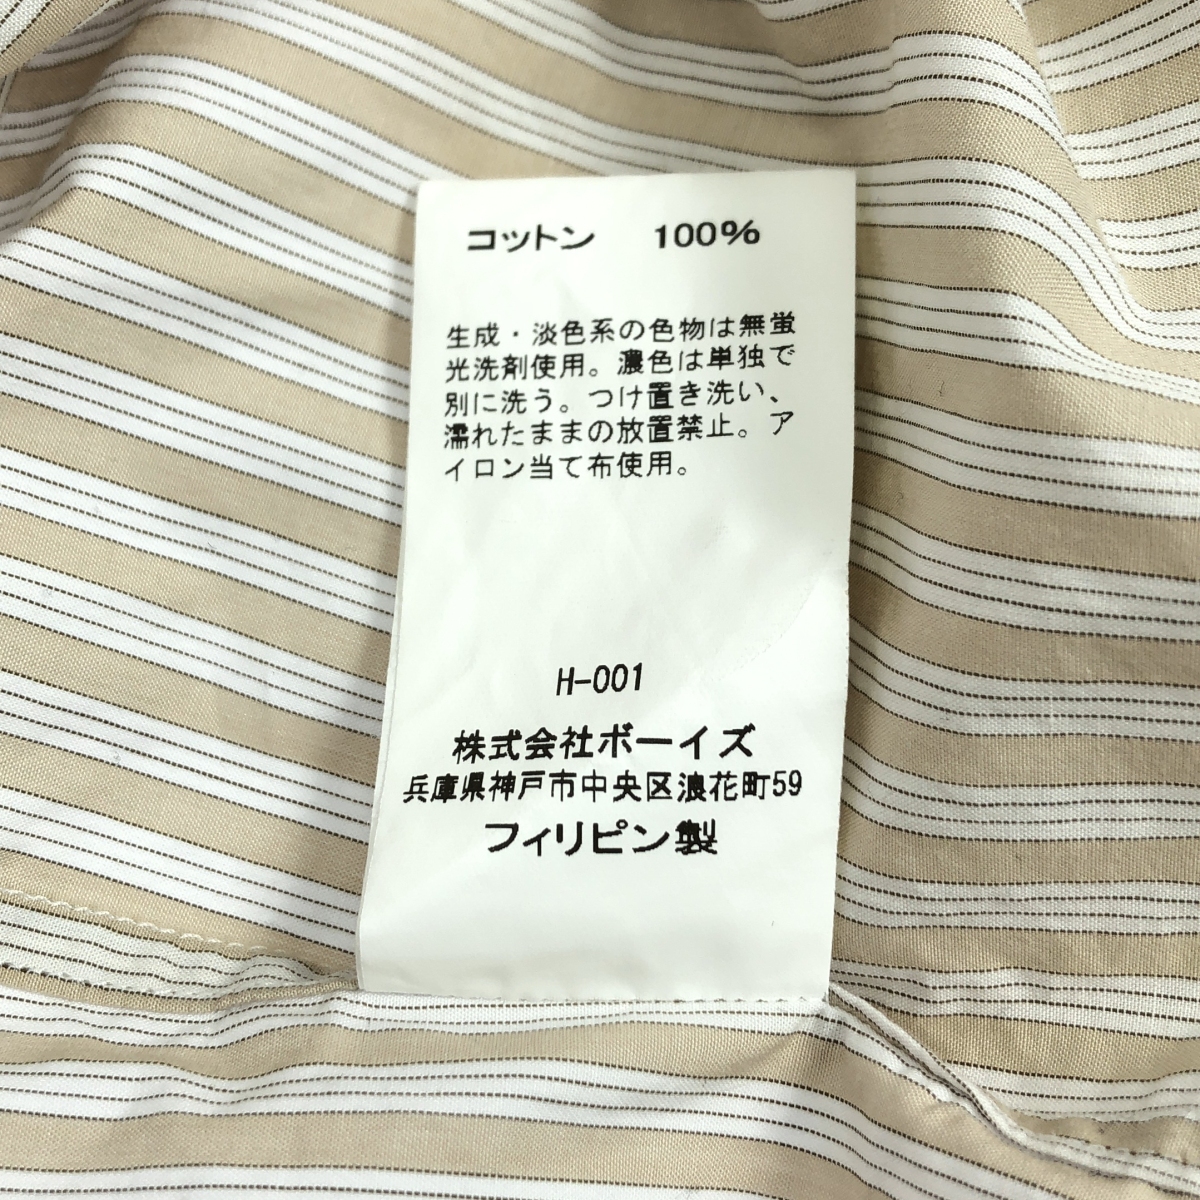 コットン 100%
生成・淡色系の色物は無蛍
光洗剤使用。濃色は単独で
別に洗う。つけ置き洗い、
濡れたままの放置禁止。ア
イロン当て布使用。
H-001
株式会社ボーイズ
兵庫県神戸市中央区浪花町59
フィリピン製